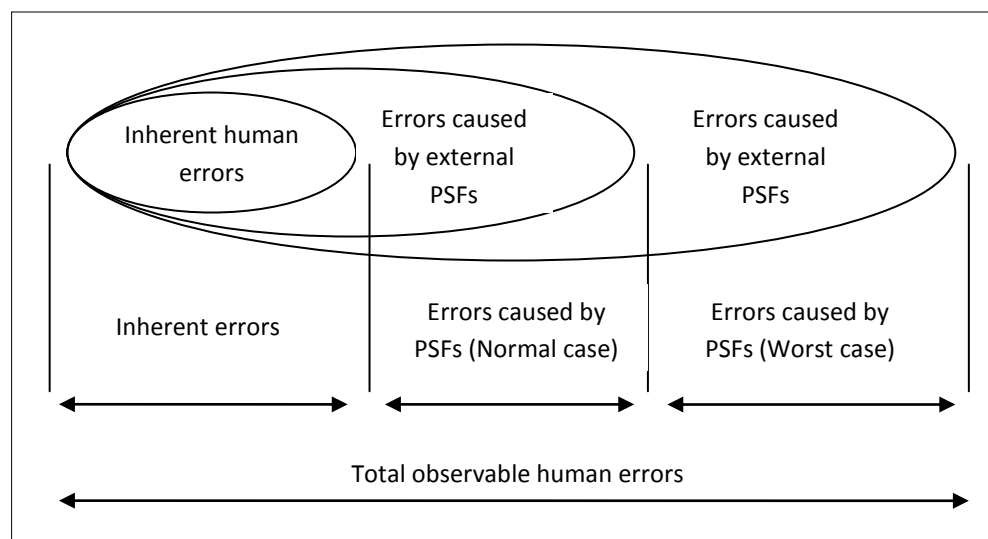 Inherent human
errors
Errors caused
by external
PSFs
Errors caused
by external
PSFs
Inherent errors
Errors caused by
PSFs (Normal case)
Errors caused by
PSFs (Worst case)
Total observable human errors